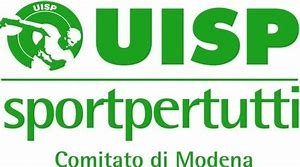 UISP
UISP
sportpertutti
Comitato di Modena